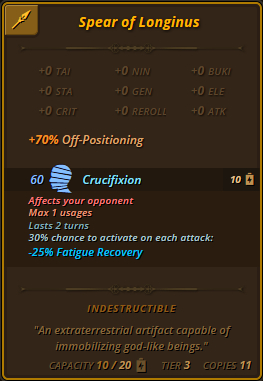 Spear of Longinus
+0 TAI +0 NIN +0 BUKI
+0 STA +0 GEN +0 ELE
+0 CRIT +0 REROLL +0 ATK
+70% Off-Positioning
60 Crucifixion 10
Affects your opponent
Max 1 usages
Lasts 2 turns
30% chance to activate on each attack:
-25% Fatigue Recovery
INDESTRUCTIBLE
"An extraterrestrial artifact capable of
immobilizing god-like beings."
CAPACITY 10 / 20 TIER 3 COPIES 11